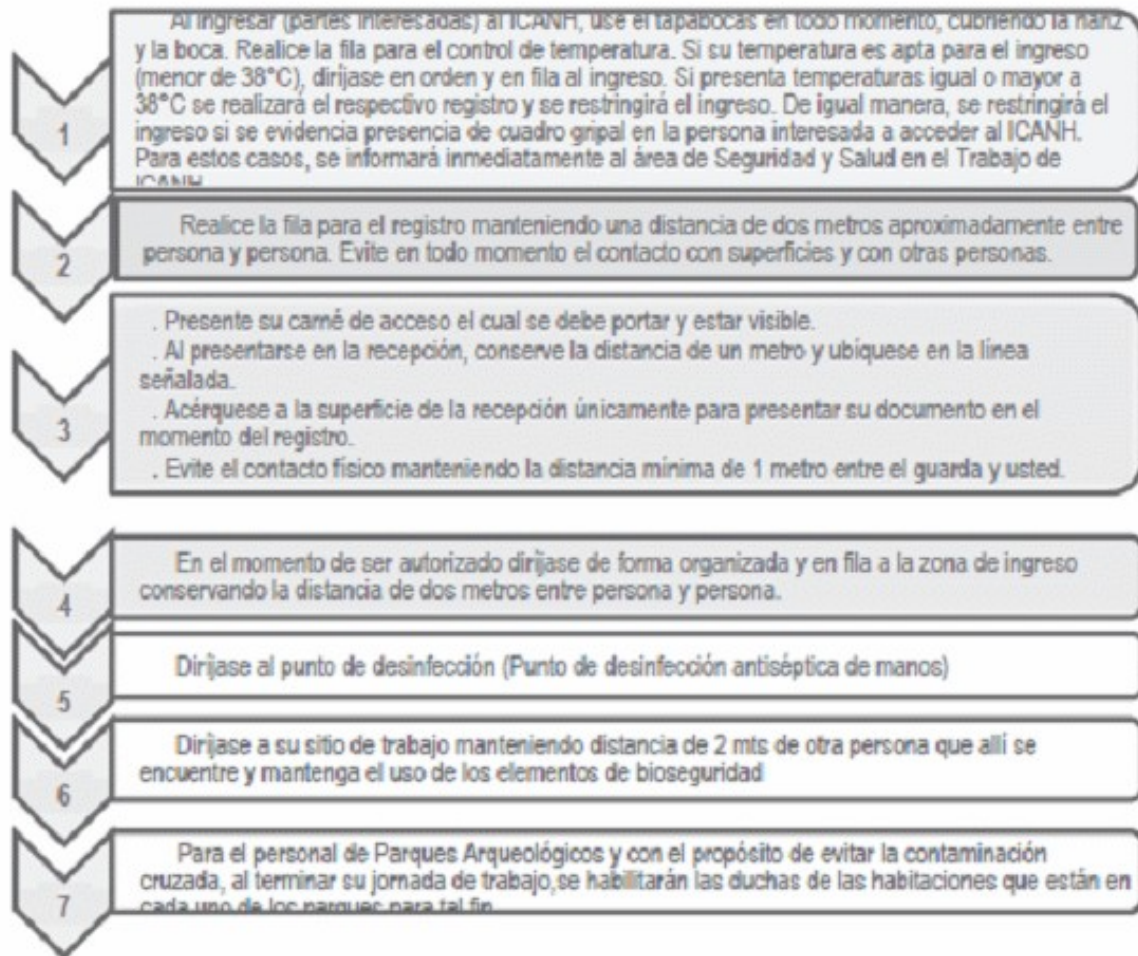 1
Al ingresar (partes interesadas) al ICANH, use el tapabocas en todo momento, cubriendo la nariz
y la boca. Realice la fila para el control de temperatura. Si su temperatura es apta para el ingreso
(menor de 38°C), diríjase en orden y en fila al ingreso. Si presenta temperaturas igual o mayor a
38°C se realizará el respectivo registro y se restringirá el ingreso. De igual manera, se restringirá el
ingreso si se evidencia presencia de cuadro gripal en la persona interesada a acceder al ICANH.
Para estos casos, se informará inmediatamente al área de Seguridad y Salud en el Trabajo de
ICANH
2
Realice la fila para el registro manteniendo una distancia de dos metros aproximadamente entre
persona y persona. Evite en todo momento el contacto con superficies y con otras personas.
3
. Presente su carné de acceso el cual se debe portar y estar visible.
. Al presentarse en la recepción, conserve la distancia de un metro y ubíquese en la línea
señalada.
. Acérquese a la superficie de la recepción únicamente para presentar su documento en el
momento del registro.
. Evite el contacto físico manteniendo la distancia mínima de 1 metro entre el guarda y usted.
4
En el momento de ser autorizado diríjase de forma organizada y en fila a la zona de ingreso
conservando la distancia de dos metros entre persona y persona.
5
Diríjase al punto de desinfección (Punto de desinfección antiséptica de manos)
6
Diríjase a su sitio de trabajo manteniendo distancia de 2 mts de otra persona que allí se
encuentre y mantenga el uso de los elementos de bioseguridad
7
Para el personal de Parques Arqueológicos y con el propósito de evitar la contaminación
cruzada, al terminar su jornada de trabajo,se habilitarán las duchas de las habitaciones que están en
cada uno de los parques para tal fin